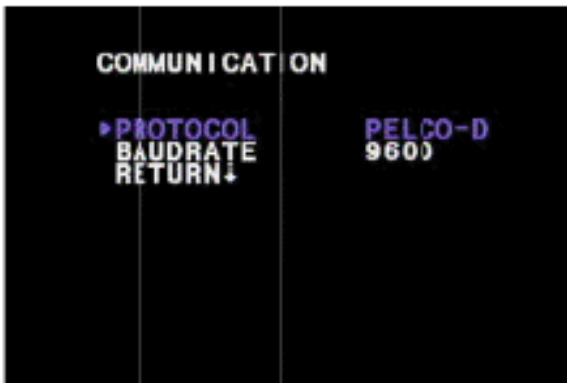 COMMUNICATION
▶PROTOCOL PELCO-D
BAUDRATE 9600
RETURN↓